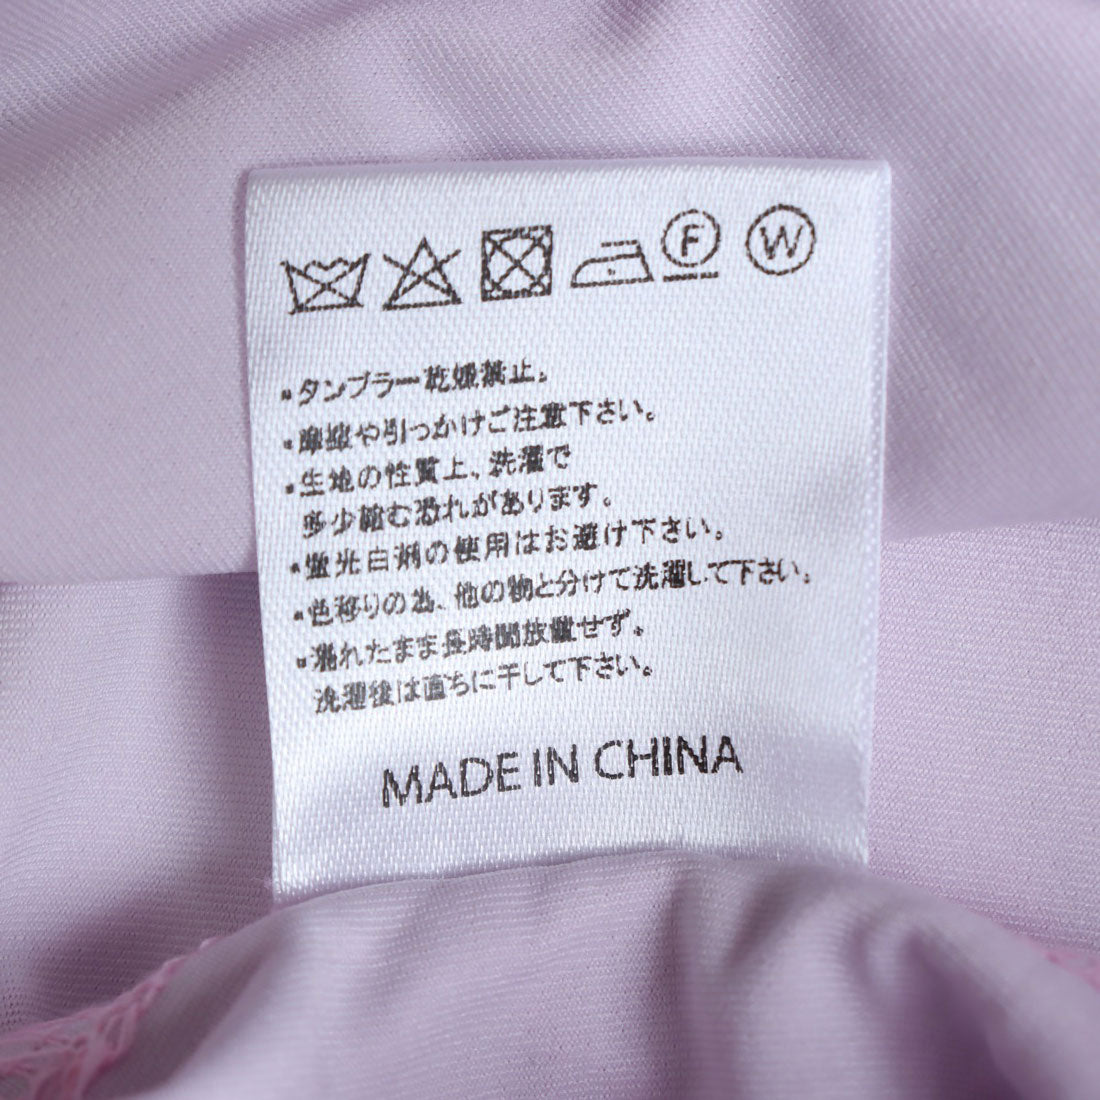 F W
・タンブラー乾燥禁止。
・摩擦や引っかけご注意下さい。
・生地の性質上、洗濯で
多少縮む恐れがあります。
・蛍光白剤の使用はお避け下さい。
・色移りの為、他の物と分けて洗濯して下さい。
・濡れたまま長時間放置せず。
洗濯後は直ちに干して下さい。
MADE IN CHINA